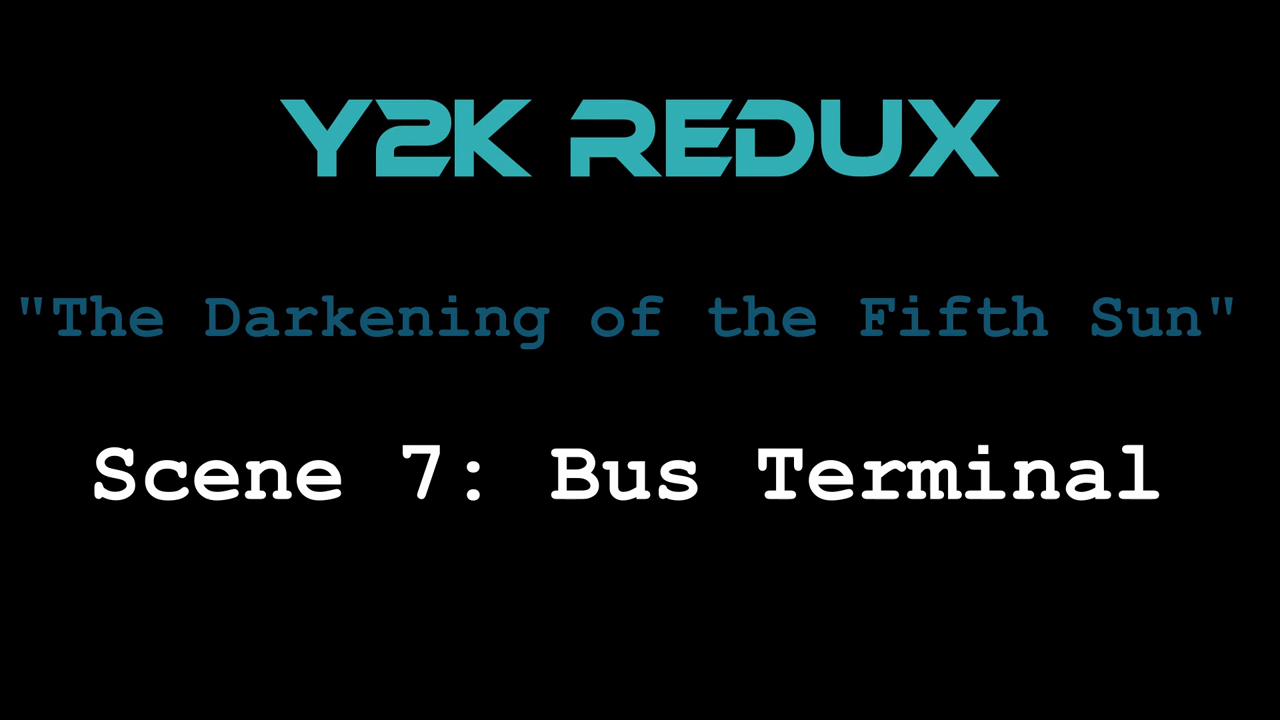 Y2K REDUX
"The Darkening of the Fifth Sun"
Scene 7: Bus Terminal